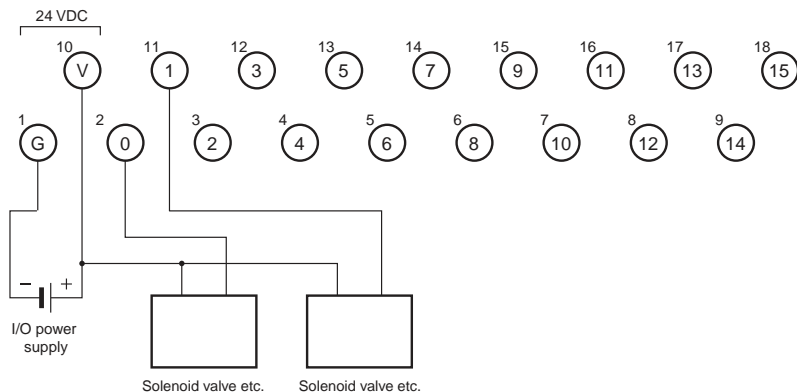 24 VDC
10 11 12 13 14 15 16 17 18
V 1 3 5 7 9 11 13 15
1 2 3 4 5 6 7 8 9
G 0 2 4 6 8 10 12 14
− +
I/O power
supply
Solenoid valve etc. Solenoid valve etc.